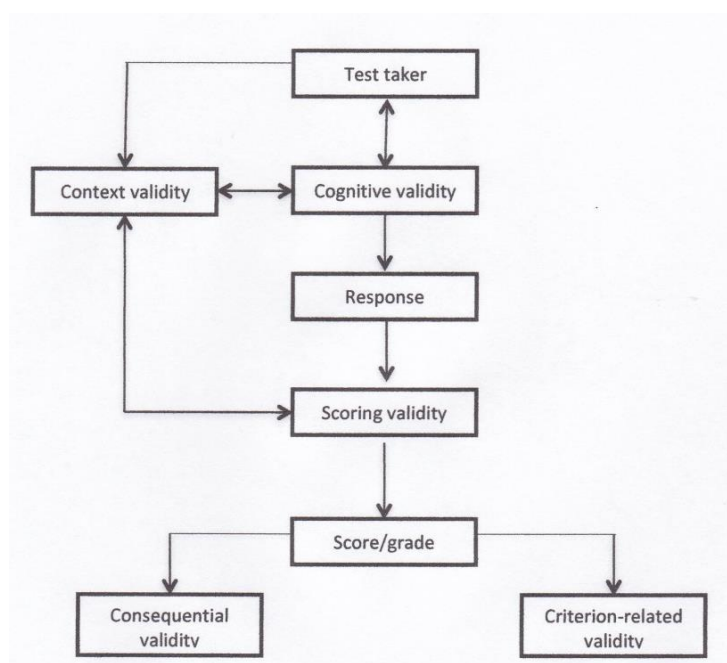 Test taker
Context validity
Cognitive validity
Response
Scoring validity
Score/grade
Consequential
validity
Criterion-related
validity